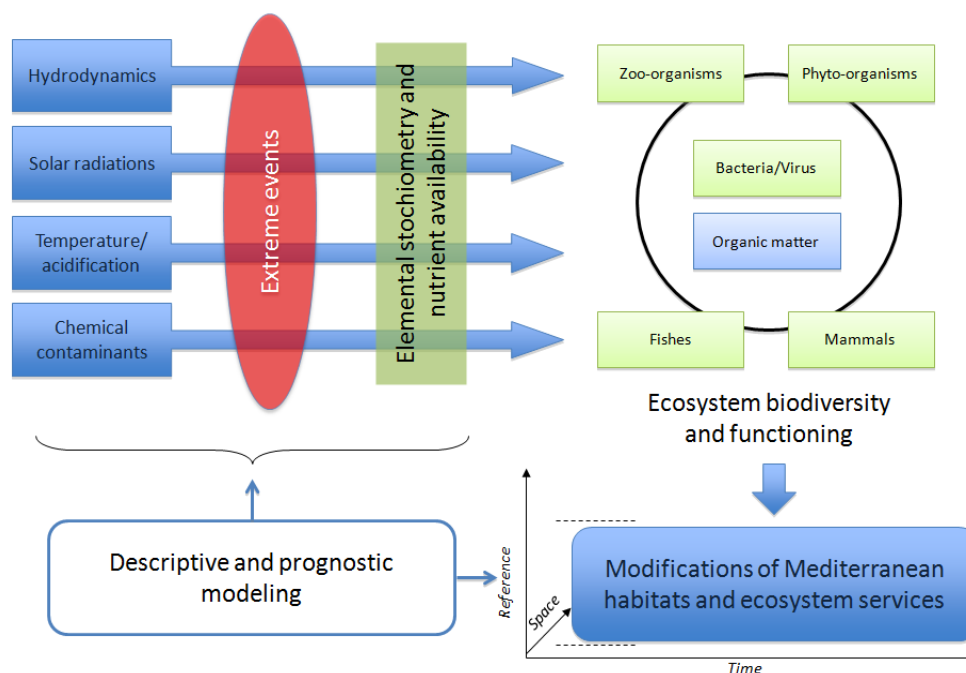 Hydrodynamics
Solar radiations
Temperature/
acidification
Chemical
contaminants
Extreme events
Elemental stochiometry and
nutrient availability
Zoo-organisms
Phyto-organisms
Bacteria/Virus
Organic matter
Fishes
Mammals
Ecosystem biodiversity
and functioning
Descriptive and prognostic
modeling
Reference
Space
Time
Modifications of Mediterranean
habitats and ecosystem services